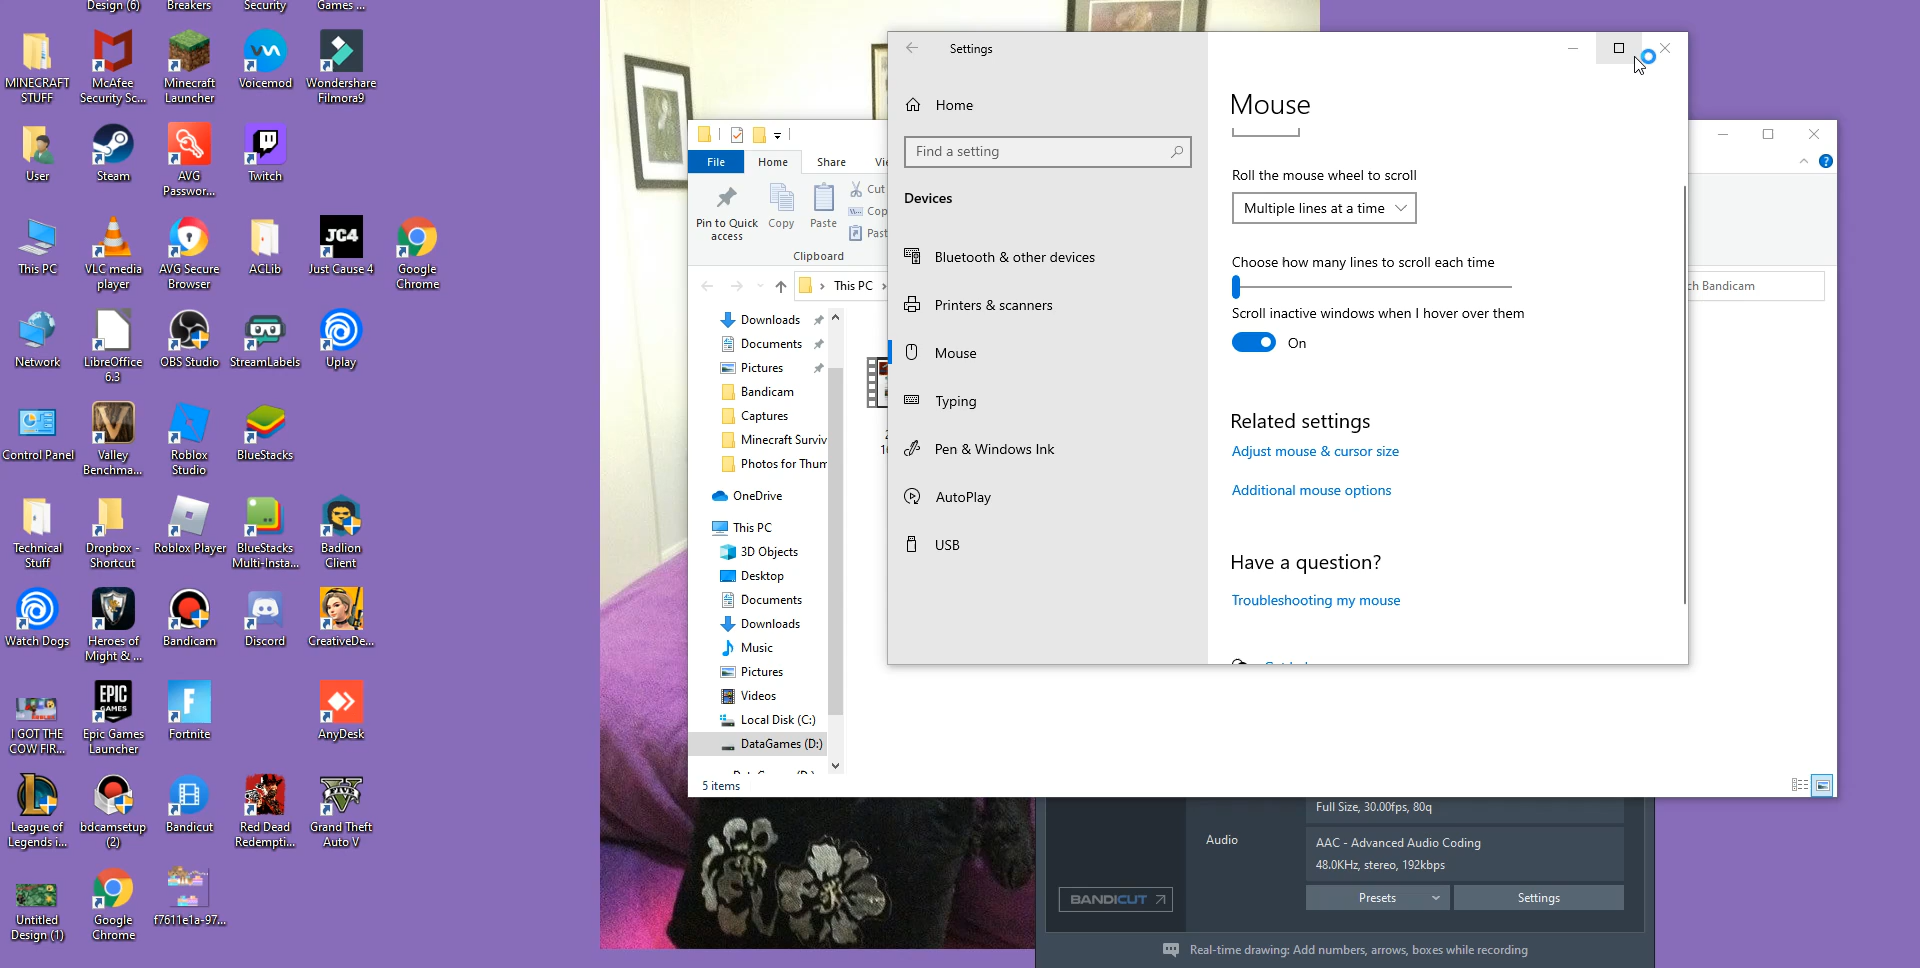 Design (6)
Breakers
Security
Games ...
MINECRAFT
STUFF
McAfee
Security Sc...
Minecraft
Launcher
Voicemod
Wondershare
Filmora9
User
Steam
AVG
Passwor...
Twitch
This PC
VLC media
player
AVG Secure
Browser
ACLib
JC4
Just Cause 4
Google
Chrome
Network
LibreOffice
6.3
OBS Studio
StreamLabels
Uplay
Control Panel
Valley
Benchma...
Roblox
Studio
BlueStacks
Technical
Stuff
Dropbox -
Shortcut
Roblox Player
BlueStacks
Multi-Insta...
Badlion
Client
Watch Dogs
Heroes of
Might & ...
Bandicam
Discord
CreativeDe...
I GOT THE
COW FIR...
EPIC
GAMES
Epic Games
Launcher
Fortnite
AnyDesk
League of
Legends i...
bdcamsetup
(2)
Bandicut
Red Dead
Redempti...
FIVE
Grand Theft
Auto V
Untitled
Design (1)
Google
Chrome
f7611e1a-97...
File
Home
Share
Vi
Pin to Quick
access
Copy
Paste
Cut
Cop
Past
Clipboard
This PC
ch Bandicam
Downloads
Documents
Pictures
Bandicam
Captures
Minecraft Surviv
Photos for Thum
OneDrive
This PC
3D Objects
Desktop
Documents
Downloads
Music
Pictures
Videos
Local Disk (C:)
DataGames (D:)
5 items
Settings
Home
Find a setting
Devices
Bluetooth & other devices
Printers & scanners
Mouse
Typing
Pen & Windows Ink
AutoPlay
USB
Mouse
Roll the mouse wheel to scroll
Multiple lines at a time
Choose how many lines to scroll each time
Scroll inactive windows when I hover over them
On
Related settings
Adjust mouse & cursor size
Additional mouse options
Have a question?
Troubleshooting my mouse
Full Size, 30.00fps, 80q
Audio
AAC - Advanced Audio Coding
48.0KHz, stereo, 192kbps
BANDICUT
Presets
Settings
Real-time drawing: Add numbers, arrows, boxes while recording